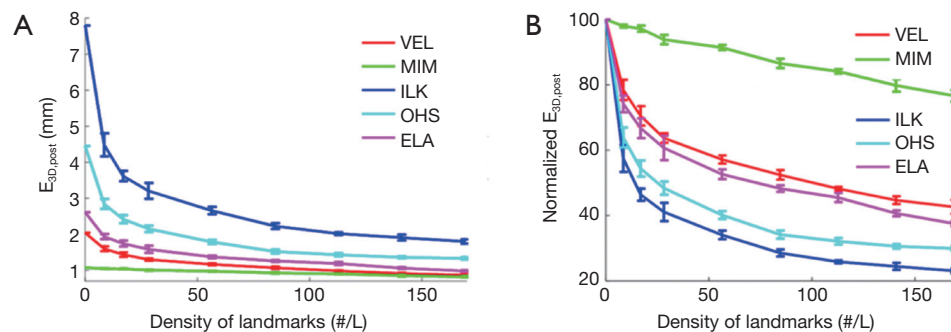 A
E3D,post (mm)
8
7
6
5
4
3
2
1
0
50
100
150
Density of landmarks (#/L)
VEL
MIM
ILK
OHS
ELA
B
Normalized E3D,post
100
80
60
40
20
0
50
100
150
Density of landmarks (#/L)
VEL
MIM
ILK
OHS
ELA